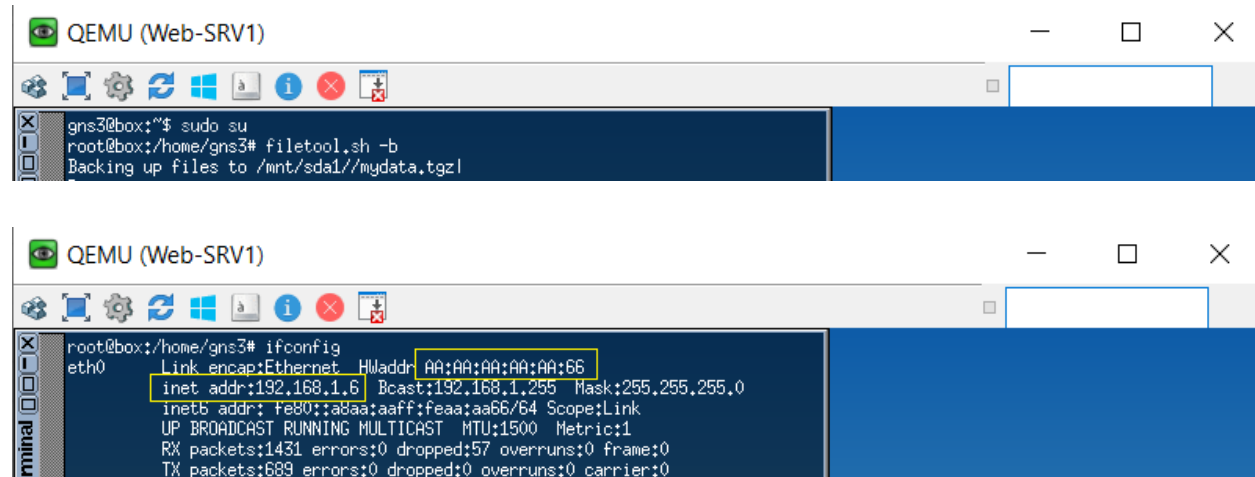 QEMU (Web-SRV1)
gns3@box:~$ sudo su
root@box:/home/gns3# filetool.sh -b
Backing up files to /mnt/sda1//mydata.tgz|
QEMU (Web-SRV1)
root@box:/home/gns3# ifconfig
eth0 Link encap:Ethernet HWaddr AA:AA:AA:AA:AA:66
inet addr:192.168.1.6 Bcast:192.168.1.255 Mask:255.255.255.0
inet6 addr: fe80::a8aa:aaff:feaa:aa66/64 Scope:Link
UP BROADCAST RUNNING MULTICAST MTU:1500 Metric:1
RX packets:1431 errors:0 dropped:57 overruns:0 frame:0
TX packets:689 errors:0 dropped:0 overruns:0 carrier:0